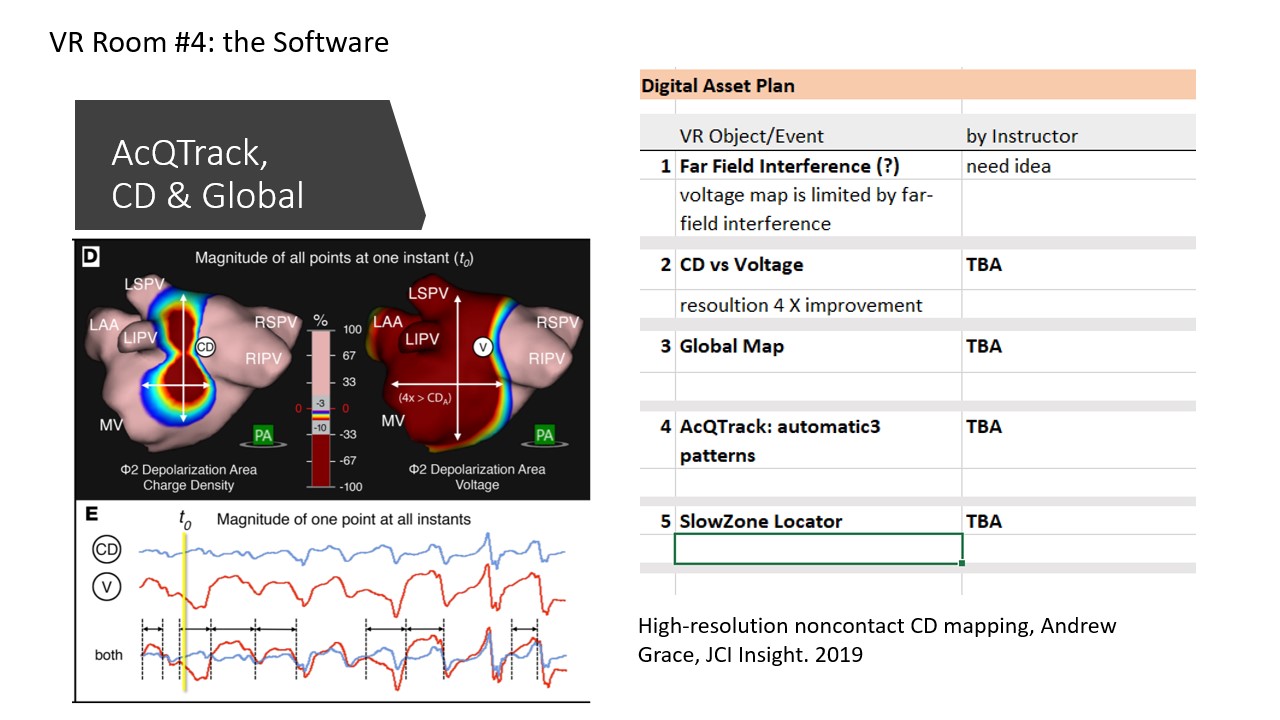 VR Room #4: the Software
AcQTrack,
CD & Global
D
Magnitude of all points at one instant (t0)
LSPV
LAA
LIPV
CD
RSPV
RIPV
MV
PA
Φ2 Depolarization Area
Charge Density
%
100
67
33
-3
0
0
-10
-33
-67
-100
LSPV
LAA
LIPV
V
RSPV
RIPV
(4x > CDA)
MV
PA
Φ2 Depolarization Area
Voltage
E
t0
Magnitude of one point at all instants
CD
V
both
Digital Asset Plan
VR Object/Event by Instructor
1 Far Field Interference (?) need idea
voltage map is limited by far-
field interference
2 CD vs Voltage TBA
resoultion 4 X improvement
3 Global Map TBA
4 AcQTrack: automatic3 TBA
patterns
5 SlowZone Locator TBA
High-resolution noncontact CD mapping, Andrew
Grace, JCI Insight. 2019